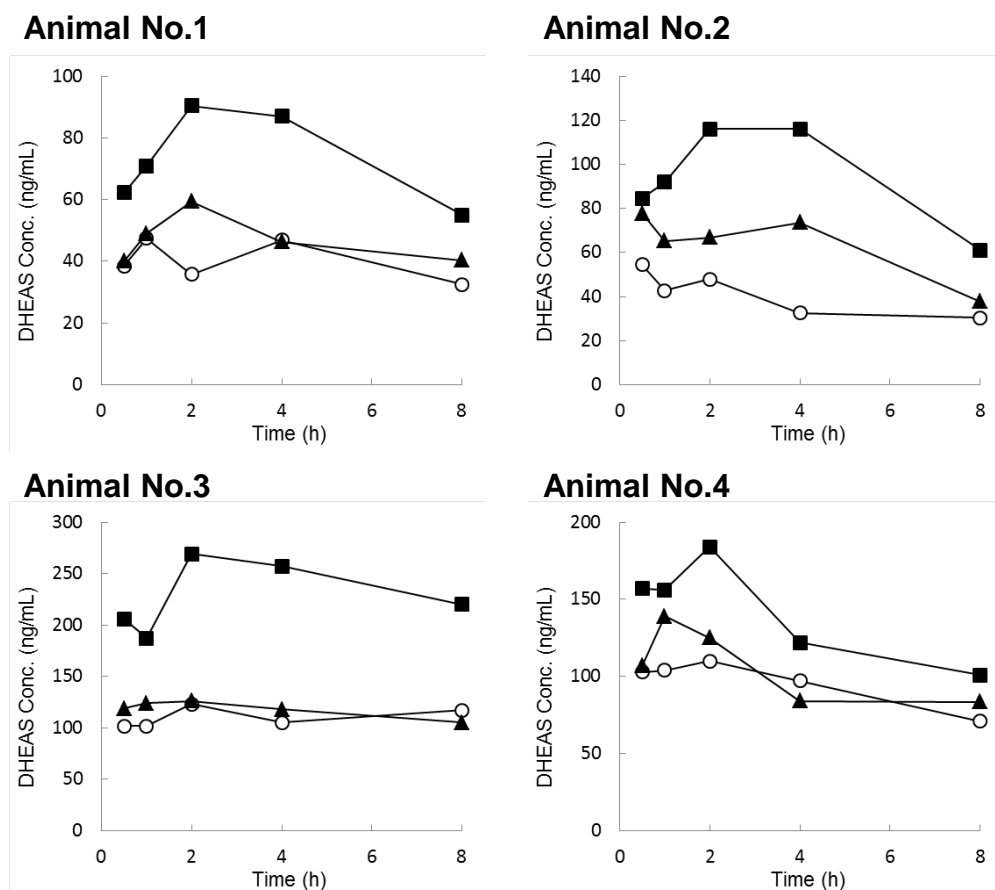 Animal No.1
100
80
60
40
20
0
0 2 4 6 8
DHEAS Conc. (ng/mL)
Time (h)
Animal No.2
140
120
100
80
60
40
20
0
0 2 4 6 8
DHEAS Conc. (ng/mL)
Time (h)
Animal No.3
300
250
200
150
100
50
0
0 2 4 6 8
DHEAS Conc. (ng/mL)
Time (h)
Animal No.4
200
150
100
50
0
0 2 4 6 8
DHEAS Conc. (ng/mL)
Time (h)